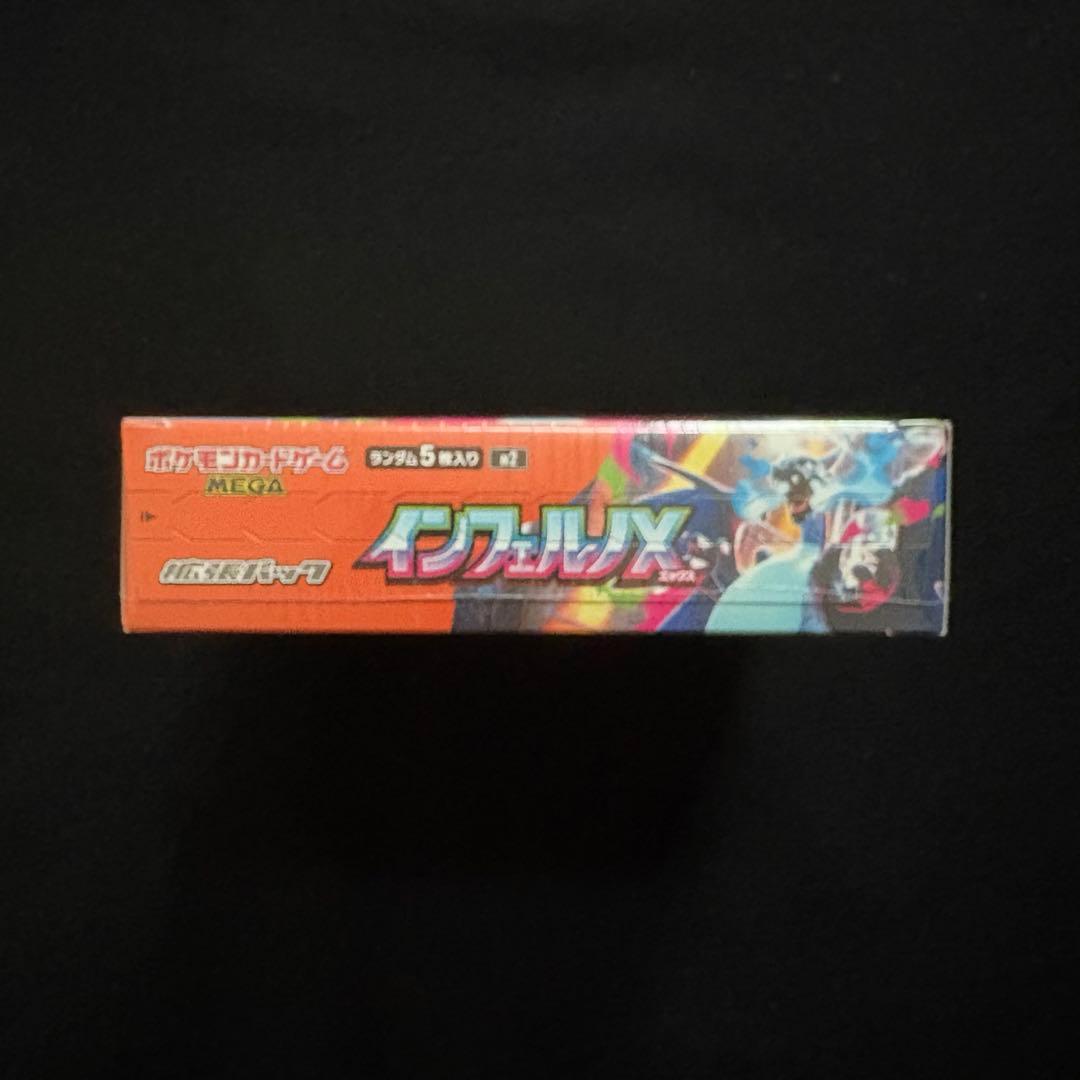 ポケモンカードゲーム
MEGA
ランダム5枚入り
拡張パック
インフェルノX
エックス